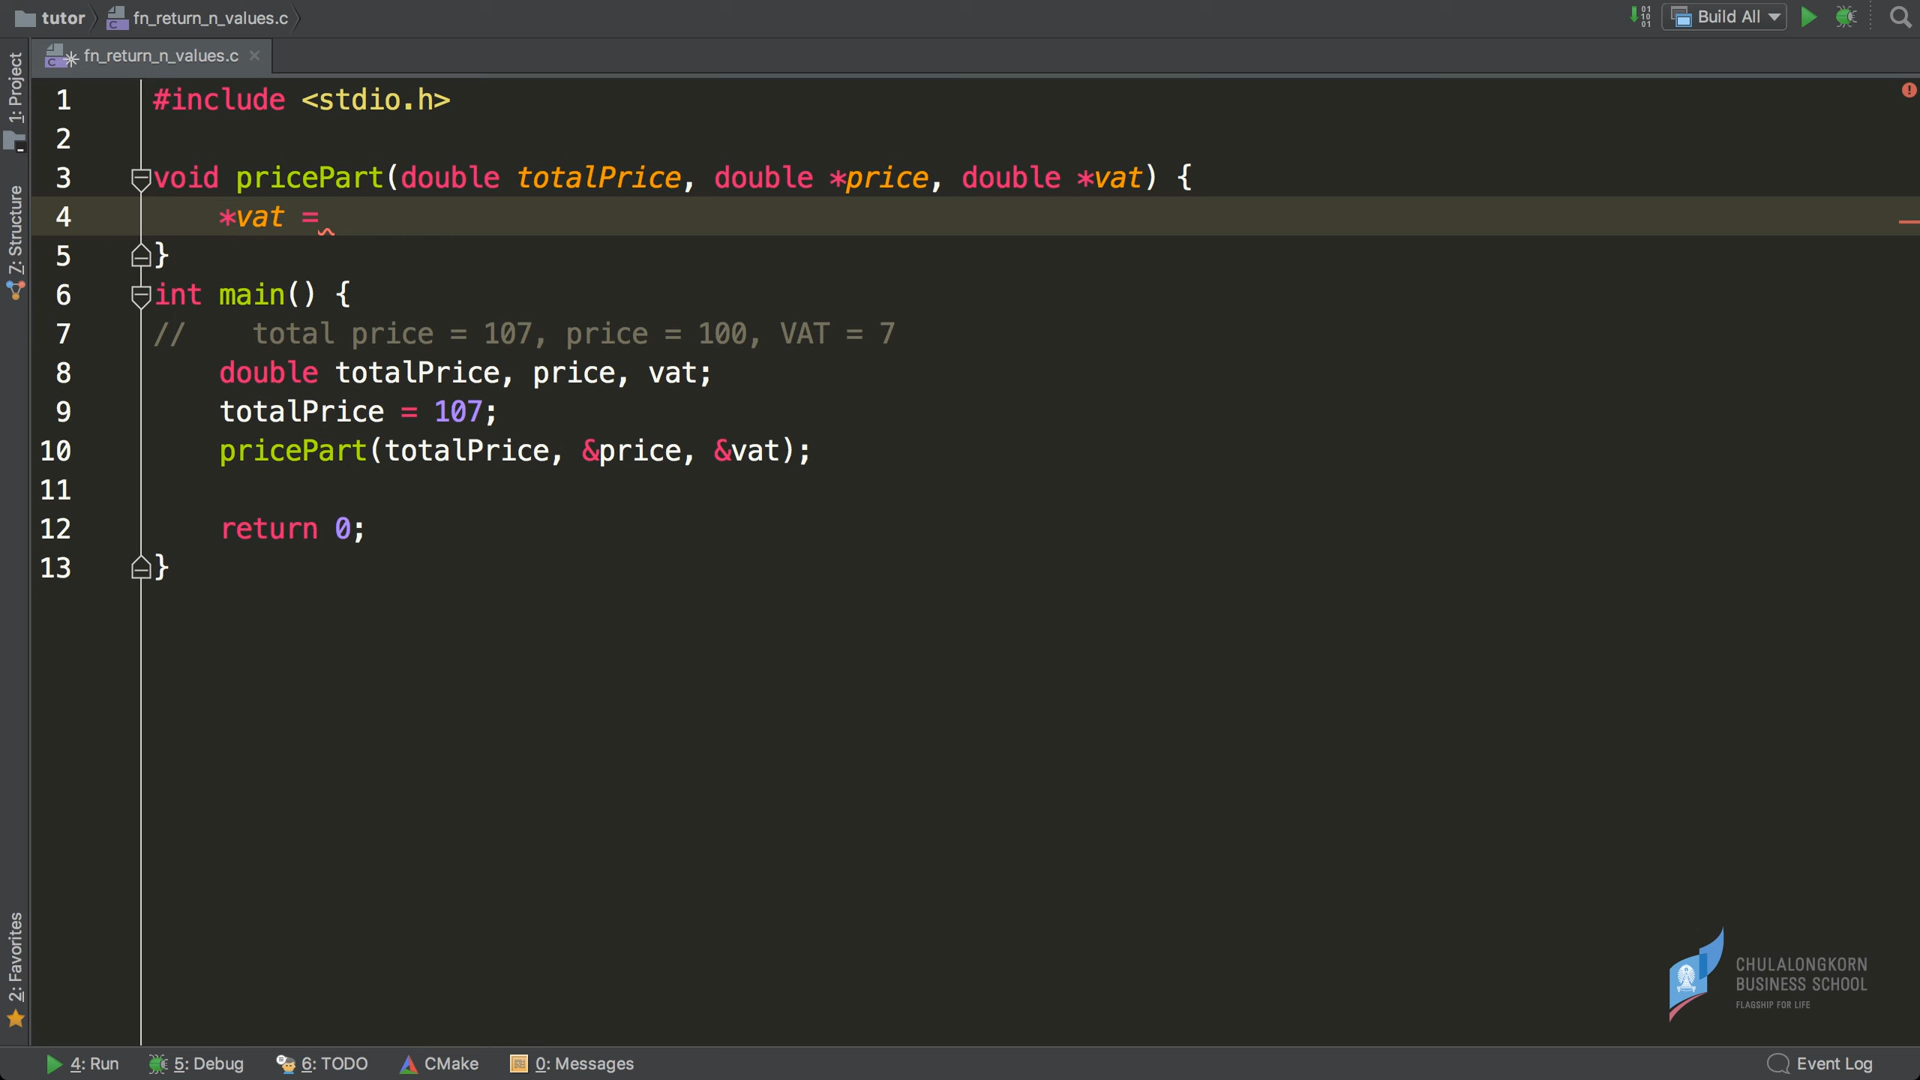 tutor fn_return_n_values.c Build All
fn_return_n_values.c
1: Project
7: Structure
2: Favorites
1 #include <stdio.h>
2
3 void pricePart(double totalPrice, double *price, double *vat) {
4     *vat =
5 }
6 int main() {
7 //    total price = 107, price = 100, VAT = 7
8     double totalPrice, price, vat;
9     totalPrice = 107;
10     pricePart(totalPrice, &price, &vat);
11
12     return 0;
13 }
CHULALONGKORN
BUSINESS SCHOOL
FLAGSHIP FOR LIFE
4: Run 5: Debug 6: TODO CMake 0: Messages Event Log